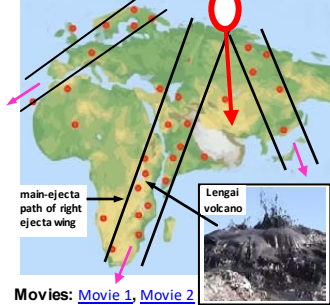 main-ejecta
path of right
ejecta wing
Lengai
volcano
Movies: Movie 1, Movie 2